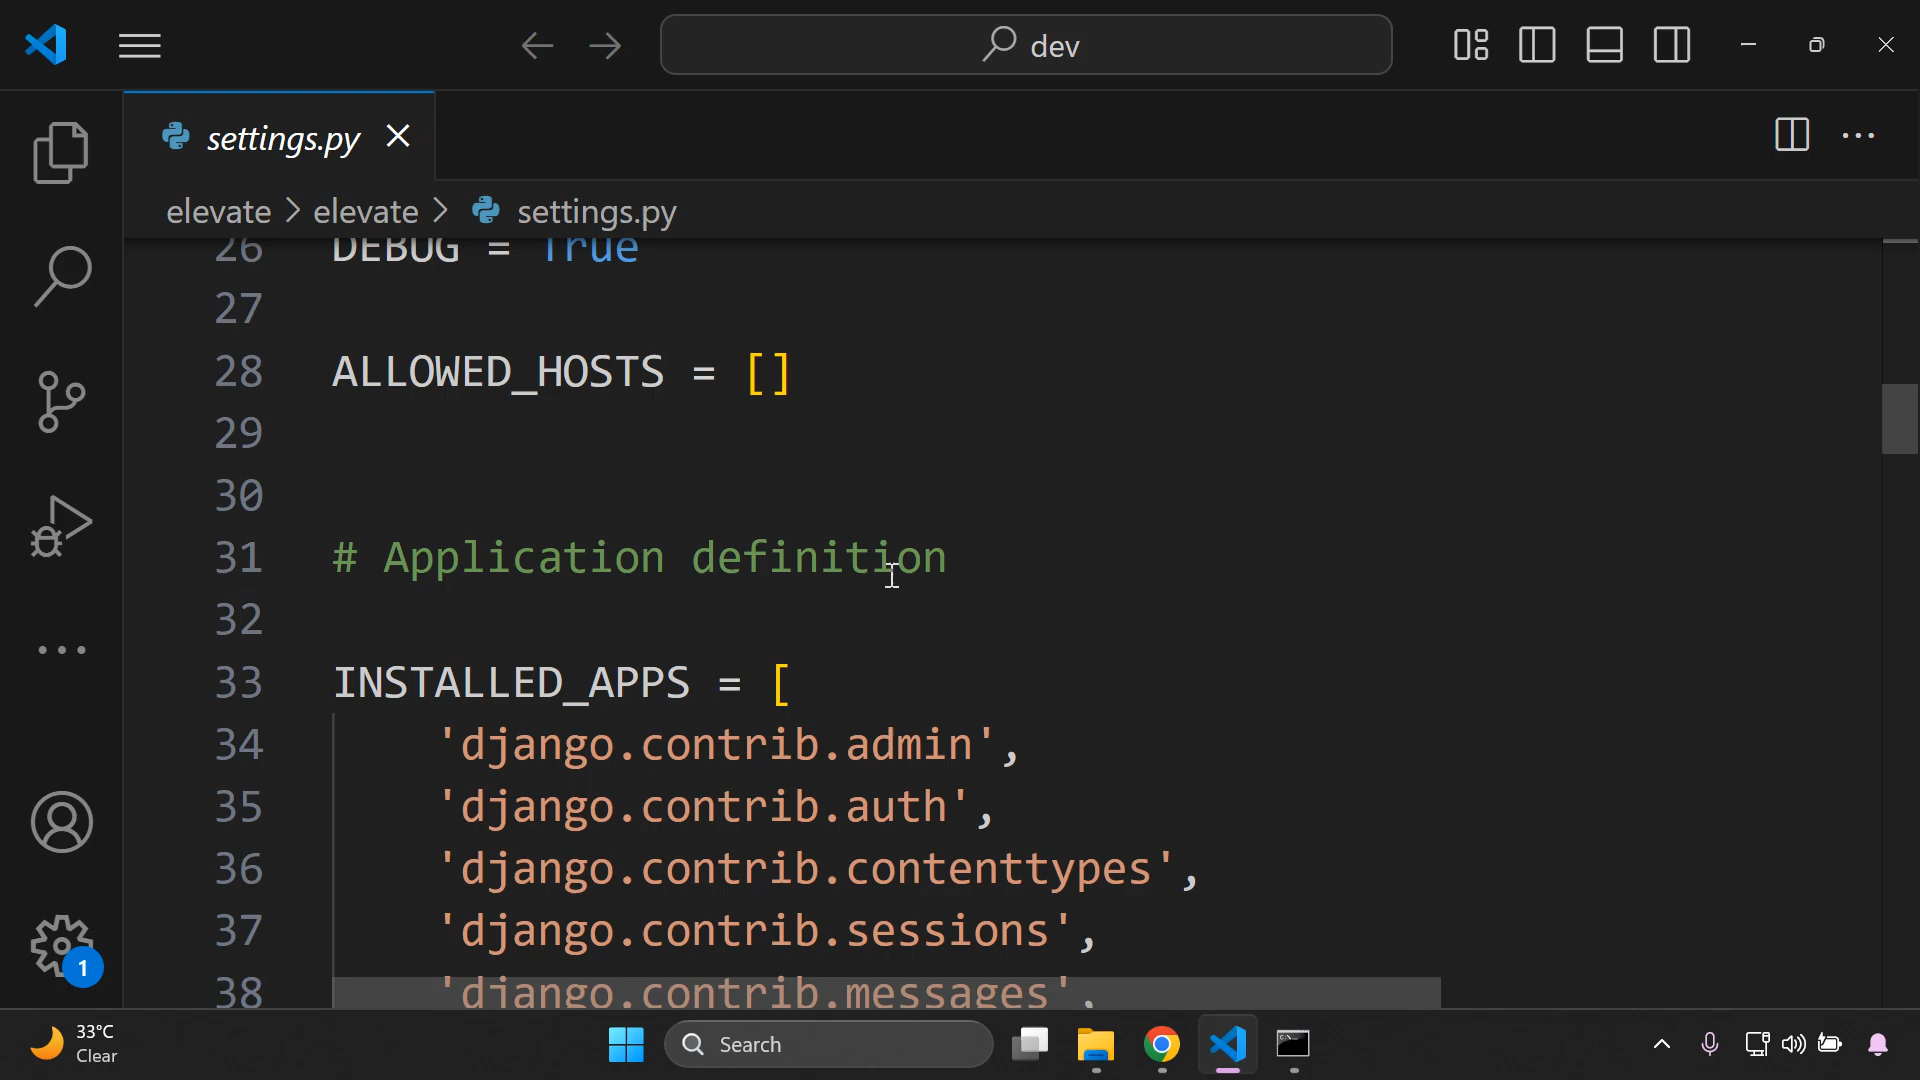 dev
settings.py
elevate > elevate > settings.py
26 DEBUG = True
27
28 ALLOWED_HOSTS = []
29
30
31 # Application definition
32
33 INSTALLED_APPS = [
34 'django.contrib.admin',
35 'django.contrib.auth',
36 'django.contrib.contenttypes',
37 'django.contrib.sessions',
38 'django.contrib.messages',
1
33°C
Clear
Search